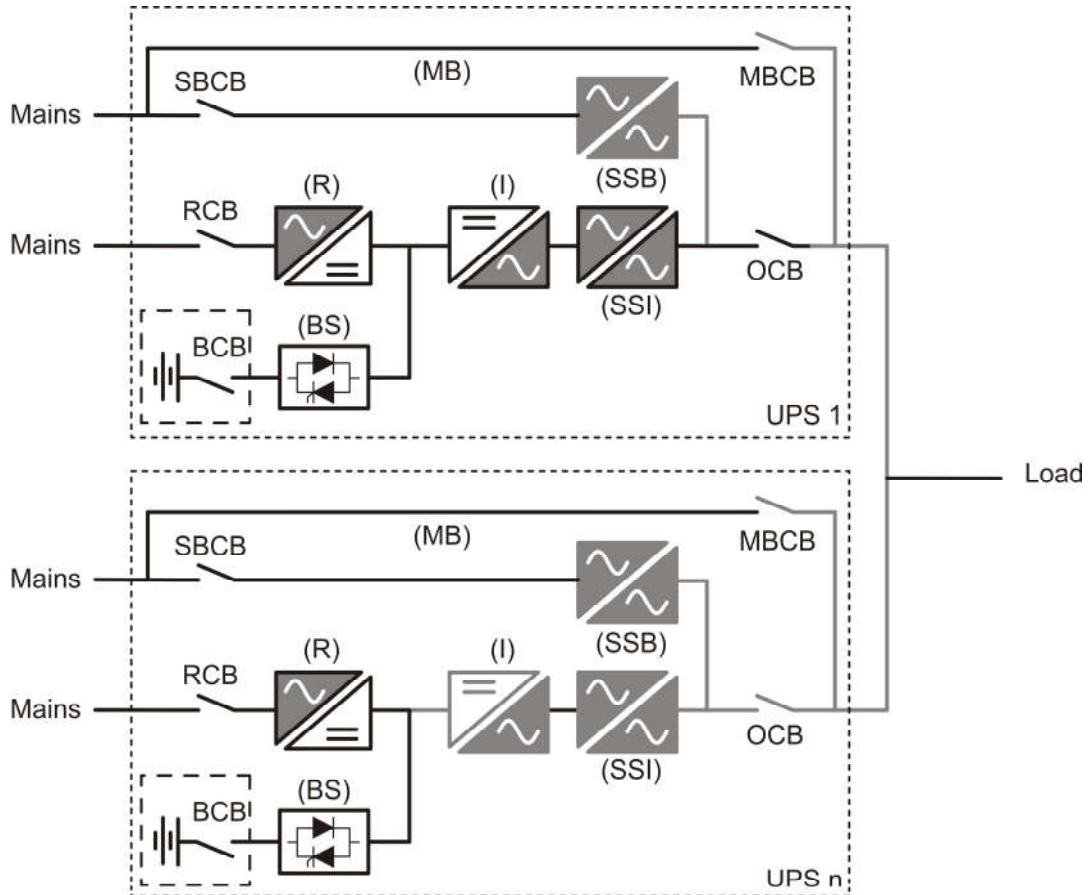 (MB)
MBCB
SBCB
Mains
(SSB)
(R)
(I)
RCB
Mains
OCB
(SSI)
(BS)
BCB
UPS 1
Load
(MB)
MBCB
SBCB
Mains
(SSB)
(R)
(I)
RCB
Mains
OCB
(SSI)
(BS)
BCB
UPS n